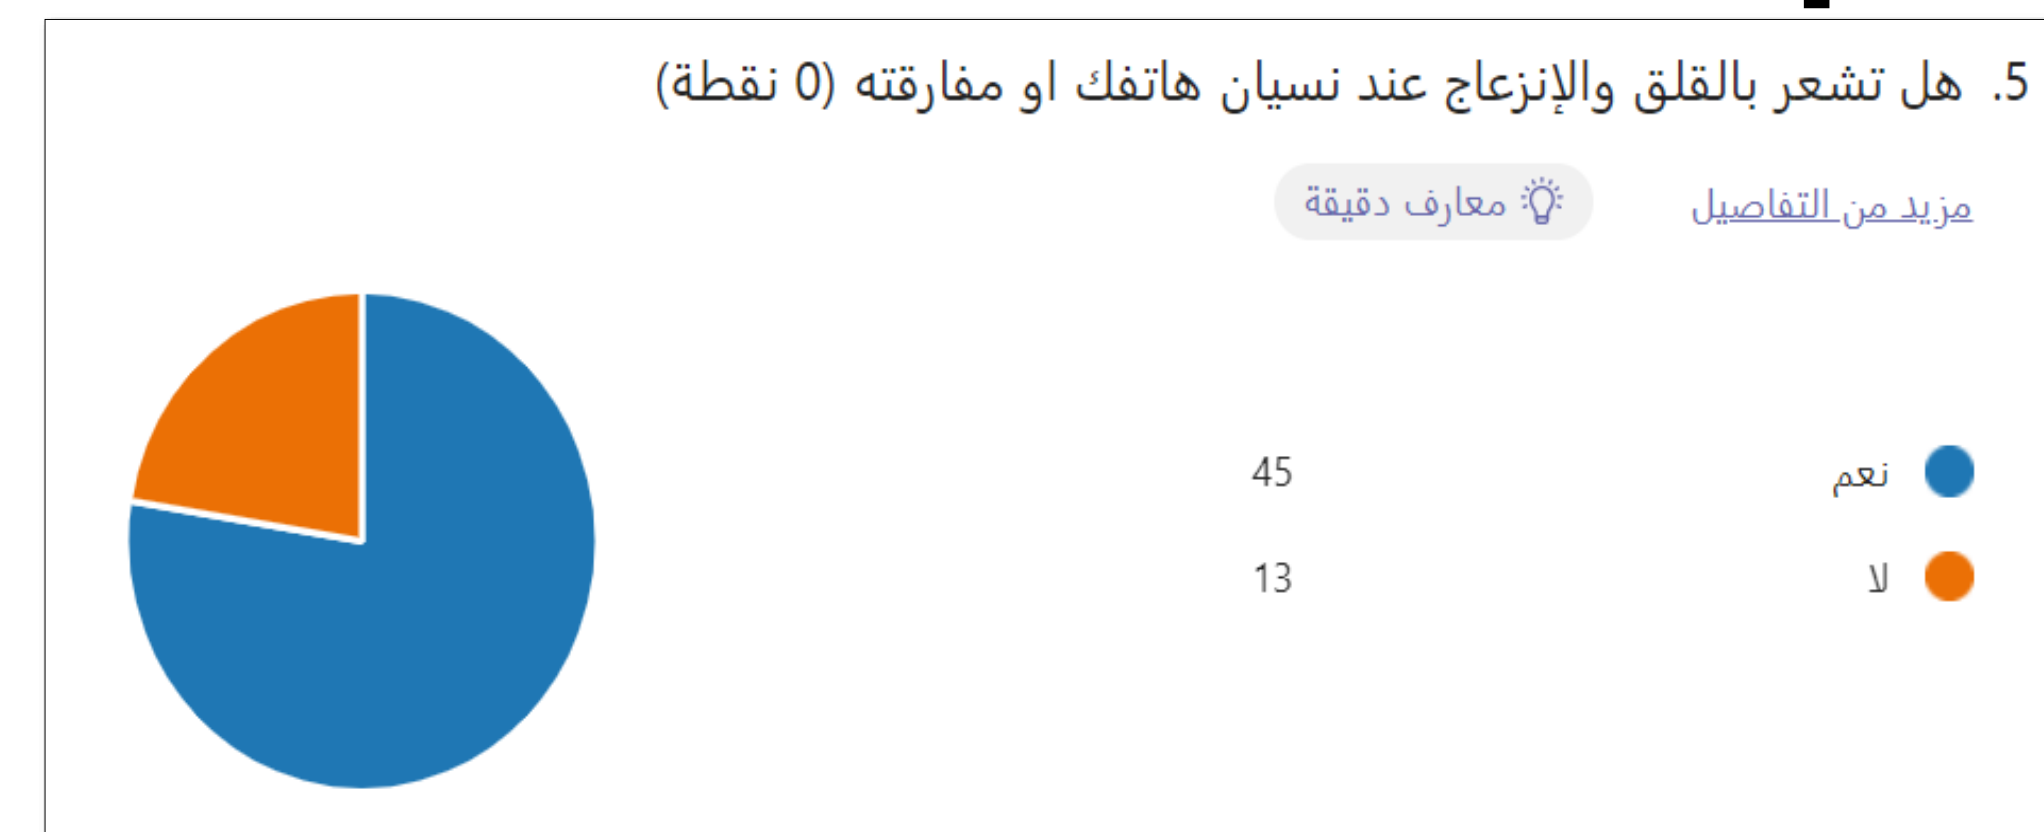 5. هل تشعر بالقلق والإنزعاج عند نسيان هاتفك او مفارقته (0 نقطة)
مزيد من التفاصيل
معارف دقيقة
نعم 45
لا 13